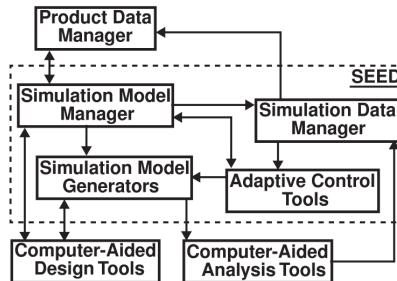 Product Data
Manager
SEED
Simulation Model
Manager
Simulation Data
Manager
Simulation Model
Generators
Adaptive Control
Tools
Computer-Aided
Design Tools
Computer-Aided
Analysis Tools